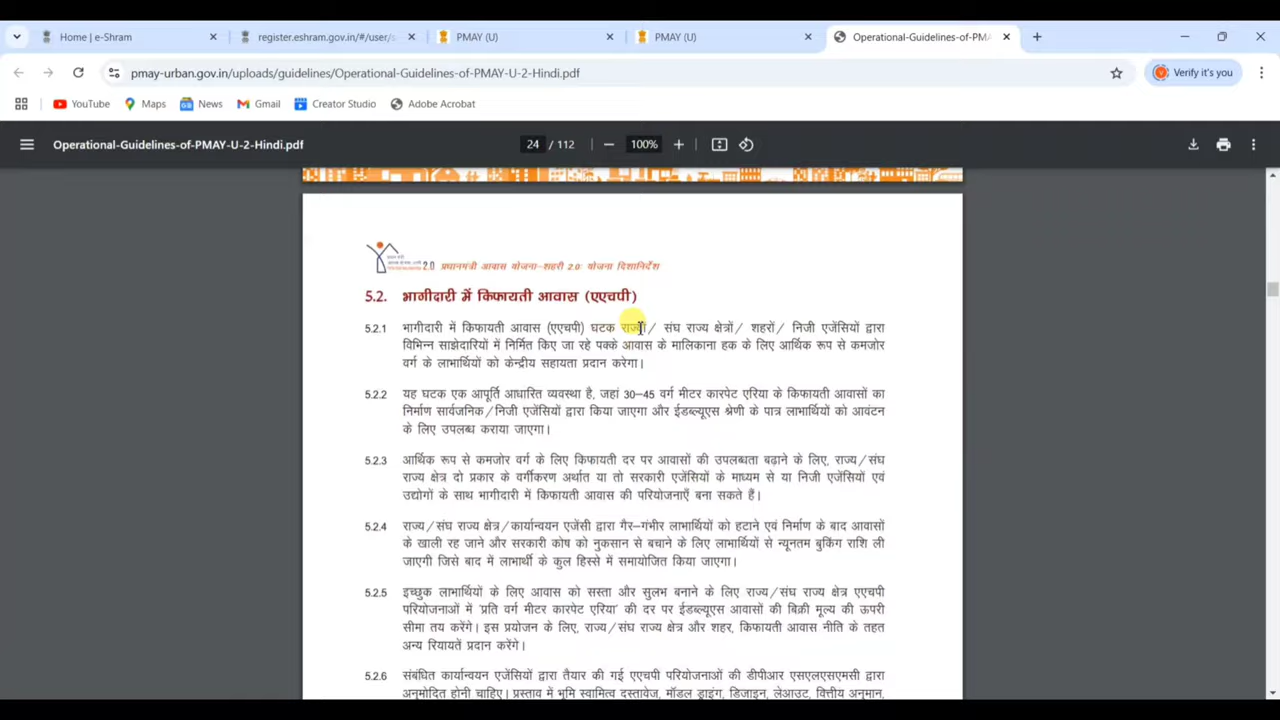 Home | e-Shram
register.eshram.gov.in/#/user/s
PMAY (U)
PMAY (U)
Operational-Guidelines-of-PMA
pmay-urban.gov.in/uploads/guidelines/Operational-Guidelines-of-PMAY-U-2-Hindi.pdf
Verify it's you
YouTube
Maps
News
Gmail
Creator Studio
Adobe Acrobat
Operational-Guidelines-of-PMAY-U-2-Hindi.pdf
24 / 112
100%
2.0 प्रधानमंत्री आवास योजना-शहरी 2.0: योजना दिशानिर्देश
5.2. भागीदारी में किफायती आवास (एएचपी)
5.2.1 भागीदारी में किफायती आवास (एएचपी) घटक राज्यों/ संघ राज्य क्षेत्रों/ शहरों/ निजी एजेंसियों द्वारा
विभिन्न साझेदारियों में निर्मित किए जा रहे पक्के आवास के मालिकाना हक के लिए आर्थिक रूप से कमजोर
वर्ग के लाभार्थियों को केन्द्रीय सहायता प्रदान करेगा।
5.2.2 यह घटक एक आपूर्ति आधारित व्यवस्था है, जहां 30-45 वर्ग मीटर कारपेट एरिया के किफायती आवासों का
निर्माण सार्वजनिक/निजी एजेंसियों द्वारा किया जाएगा और ईडब्ल्यूएस श्रेणी के पात्र लाभार्थियों को आवंटन
के लिए उपलब्ध कराया जाएगा।
5.2.3 आर्थिक रूप से कमजोर वर्ग के लिए किफायती दर पर आवासों की उपलब्धता बढ़ाने के लिए, राज्य/संघ
राज्य क्षेत्र दो प्रकार के वर्गीकरण अर्थात या तो सरकारी एजेंसियों के माध्यम से या निजी एजेंसियों एवं
उद्योगों के साथ भागीदारी में किफायती आवास की परियोजनाऐं बना सकते हैं।
5.2.4 राज्य/संघ राज्य क्षेत्र/कार्यान्वयन एजेंसी द्वारा गैर-गंभीर लाभार्थियों को हटाने एवं निर्माण के बाद आवासों
के खाली रह जाने और सरकारी कोष को नुकसान से बचाने के लिए लाभार्थियों से न्यूनतम बुकिंग राशि ली
जाएगी जिसे बाद में लाभार्थी के कुल हिस्से में समायोजित किया जाएगा।
5.2.5 इच्छुक लाभार्थियों के लिए आवास को सस्ता और सुलभ बनाने के लिए राज्य/संघ राज्य क्षेत्र एएचपी
परियोजनाओं में 'प्रति वर्ग मीटर कारपेट एरिया' की दर पर ईडब्ल्यूएस आवासों की बिक्री मूल्य की ऊपरी
सीमा तय करेंगे। इस प्रयोजन के लिए, राज्य/संघ राज्य क्षेत्र और शहर, किफायती आवास नीति के तहत
अन्य रियायतें प्रदान करेंगे।
5.2.6 संबंधित कार्यान्वयन एजेंसियों द्वारा तैयार की गई एएचपी परियोजनाओं की डीपीआर एसएलएसएमसी द्वारा
अनुमोदित होनी चाहिए। प्रस्ताव में भूमि स्वामित्व दस्तावेज, मॉडल ड्राइंग, डिजाइन, लेआउट, वित्तीय अनुमान,